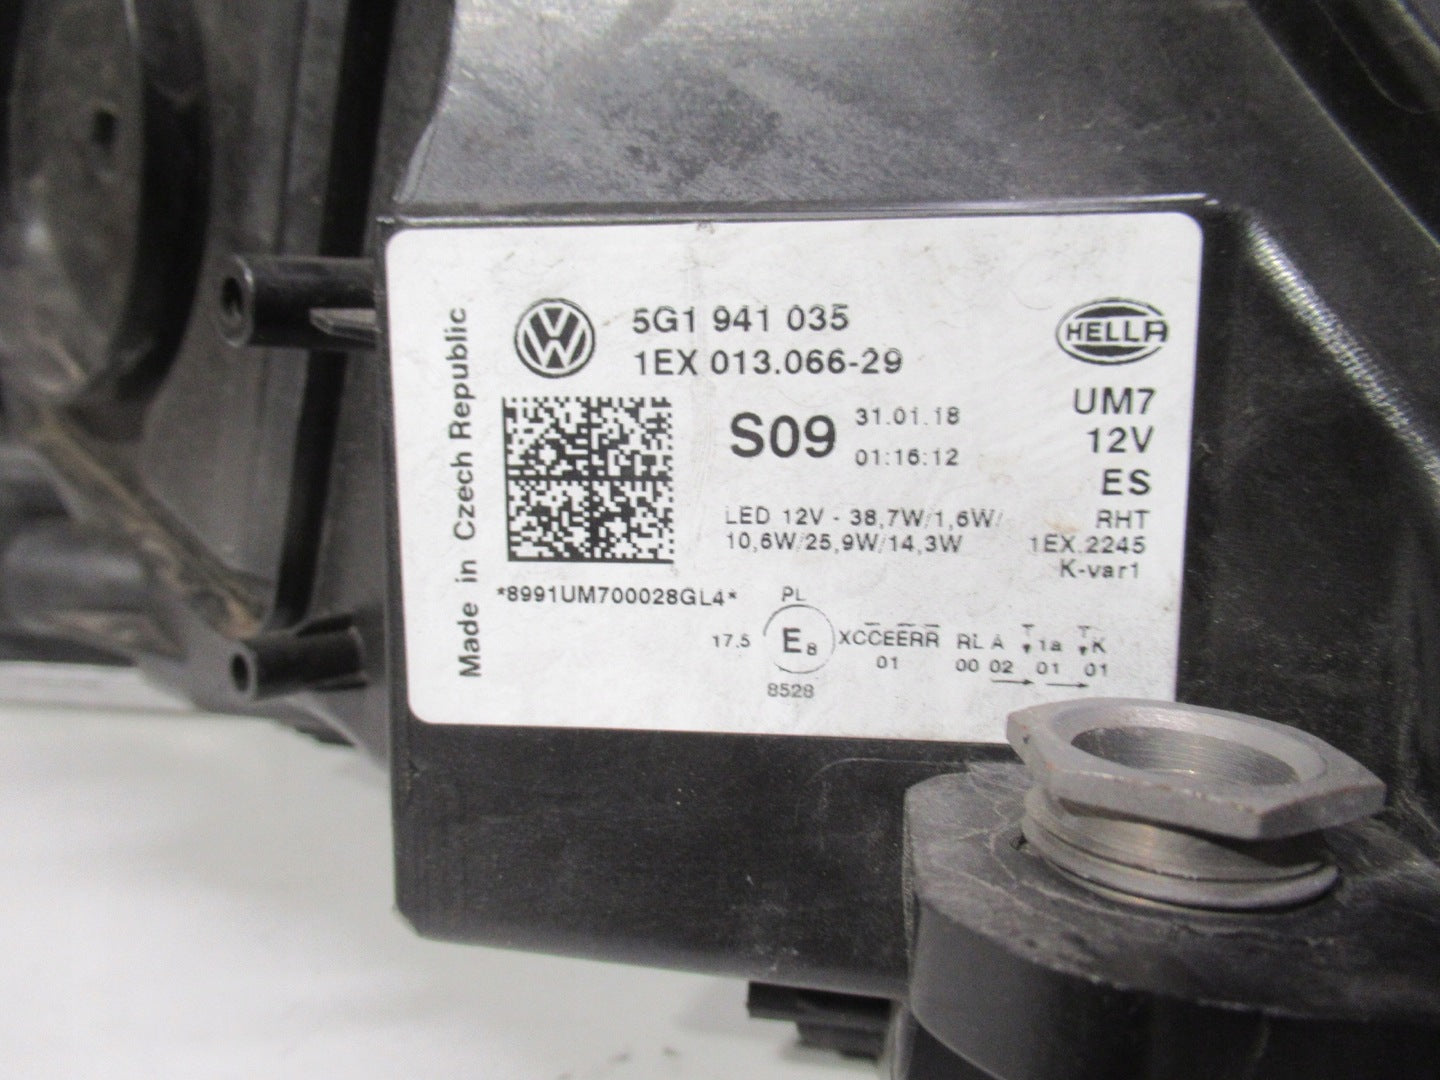 Made in Czech Republic
VW
5G1 941 035
1EX 013.066-29
HELLA
S09
31.01.18
01:16:12
UM7
12V
ES
RHT
1EX.2245
K-var1
LED 12V - 38,7W/1,6W/
10,6W/25,9W/14,3W
*8991UM700028GL4*
PL
17.5 E8 XCCEERR RL A 1a K
01 00 02 01 01
8528